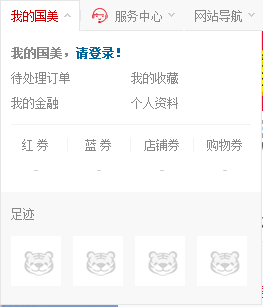 我的国美 服务中心 网站导航
我的国美，请登录！
待处理订单 我的收藏
我的金融 个人资料
红 券 蓝 券 店铺券 购物券
- - - -
足迹